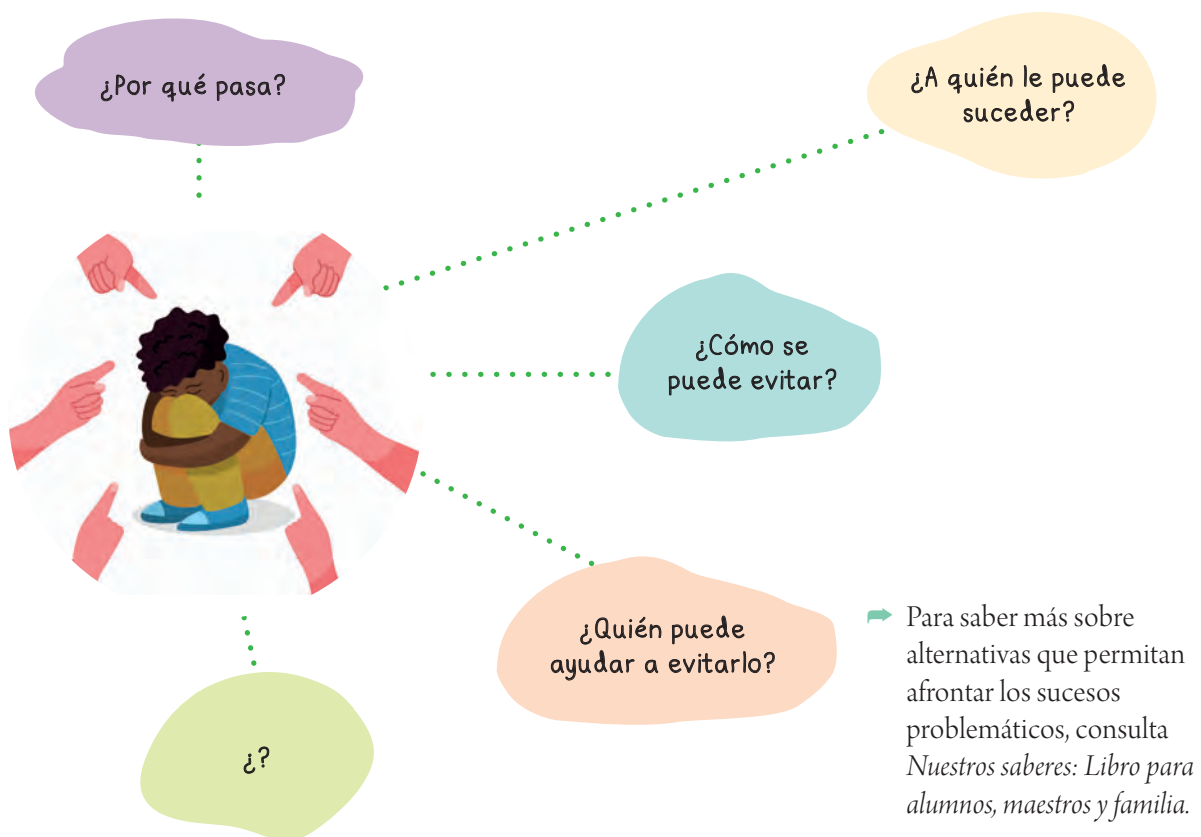 ¿Por qué pasa?
¿A quién le puede
suceder?
¿Cómo se
puede evitar?
¿Quién puede
ayudar a evitarlo?
¿?
Para saber más sobre
alternativas que permitan
afrontar los sucesos
problemáticos, consulta
Nuestros saberes: Libro para
alumnos, maestros y familia.